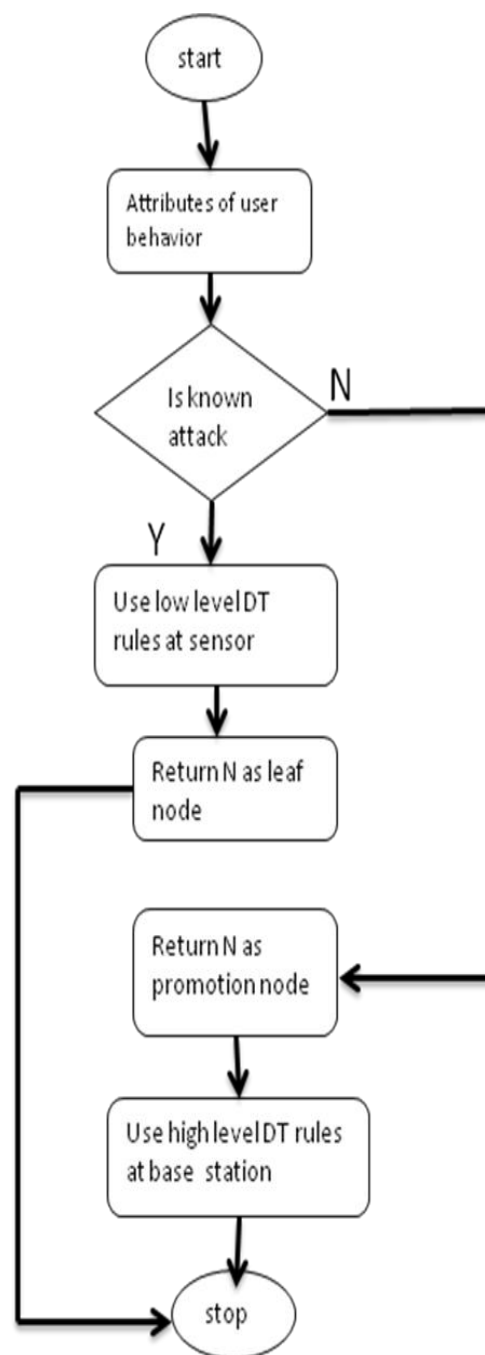 start
Attributes of user
behavior
Is known
attack
N
Y
Use low level DT
rules at sensor
Return N as leaf
node
Return N as
promotion node
Use high level DT rules
at base station
stop